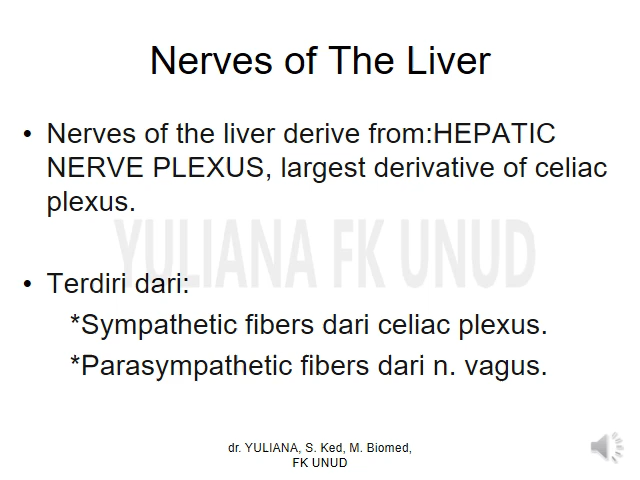 Nerves of The Liver
• Nerves of the liver derive from:HEPATIC
NERVE PLEXUS, largest derivative of celiac
plexus.
YULIANA FK UNUD
• Terdiri dari:
*Sympathetic fibers dari celiac plexus.
*Parasympathetic fibers dari n. vagus.
dr. YULIANA, S. Ked, M. Biomed,
FK UNUD